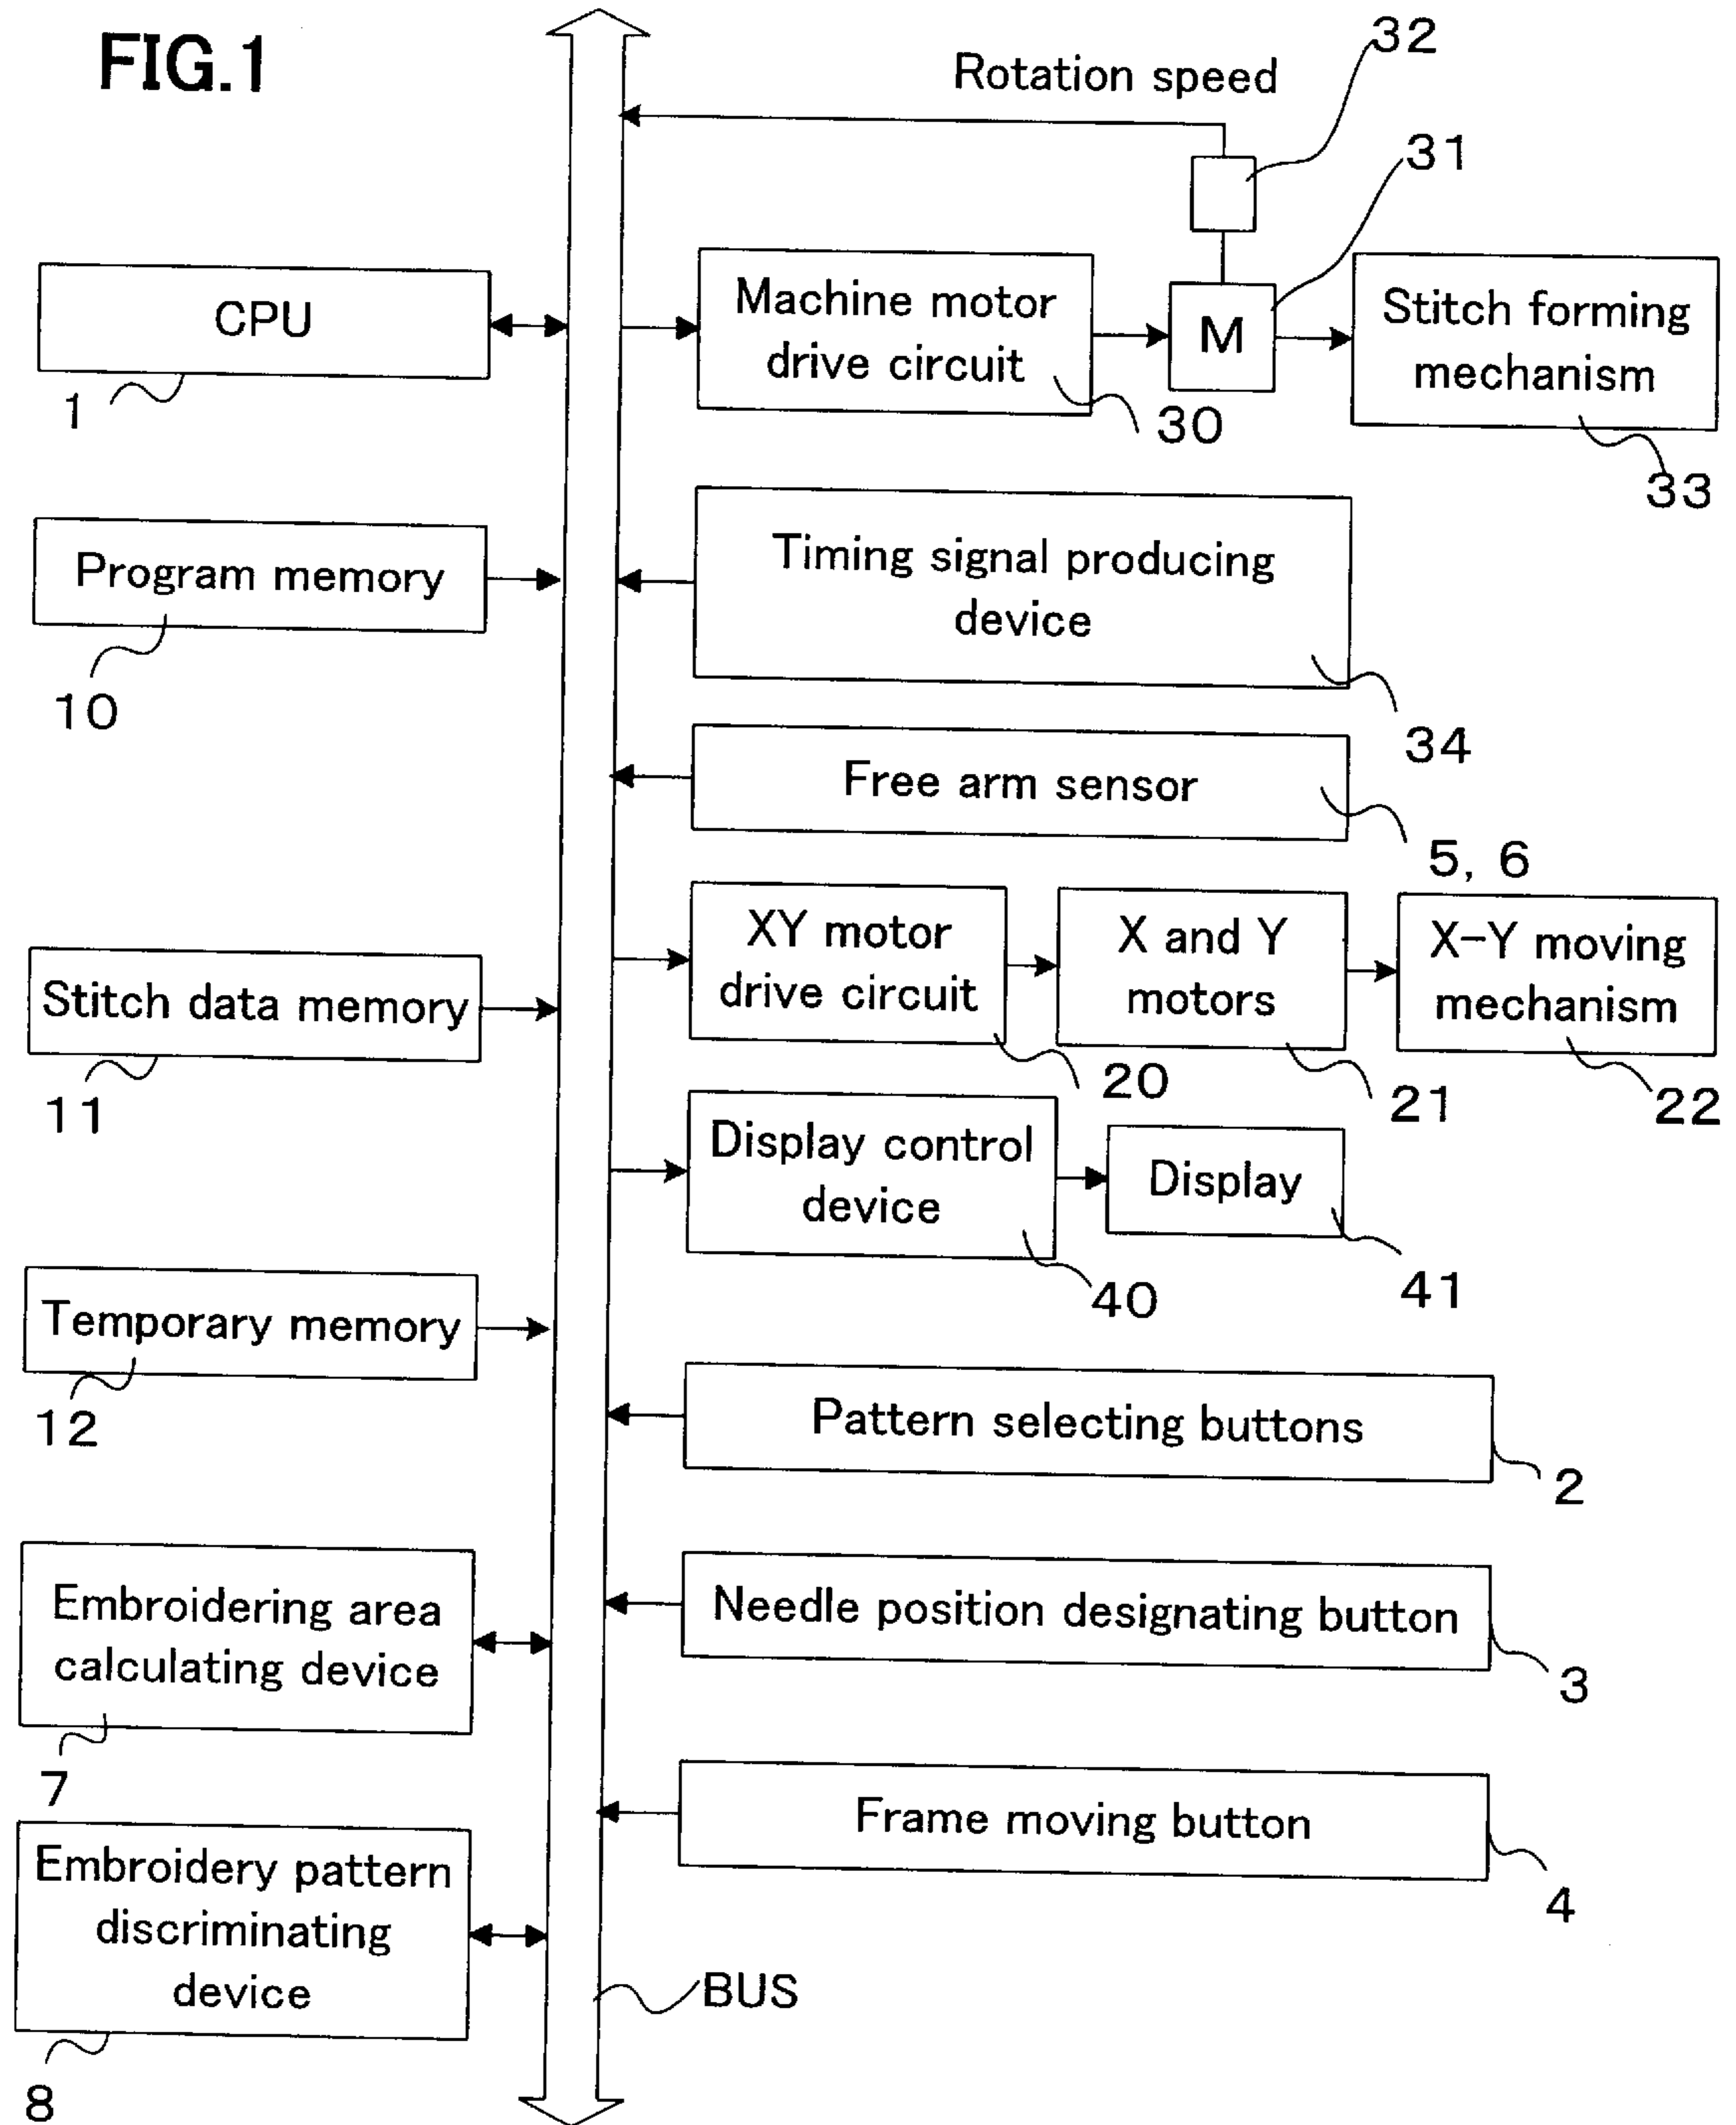 FIG.1
Rotation speed
32
31
CPU
1
Machine motor
drive circuit
30
M
Stitch forming
mechanism
33
Program memory
10
Timing signal producing
device
34
Free arm sensor
5, 6
Stitch data memory
11
XY motor
drive circuit
20
X and Y
motors
21
X-Y moving
mechanism
22
Display control
device
40
Display
41
Temporary memory
12
Pattern selecting buttons
2
Embroidering area
calculating device
7
Needle position designating button
3
Frame moving button
4
Embroidery pattern
discriminating
device
8
BUS